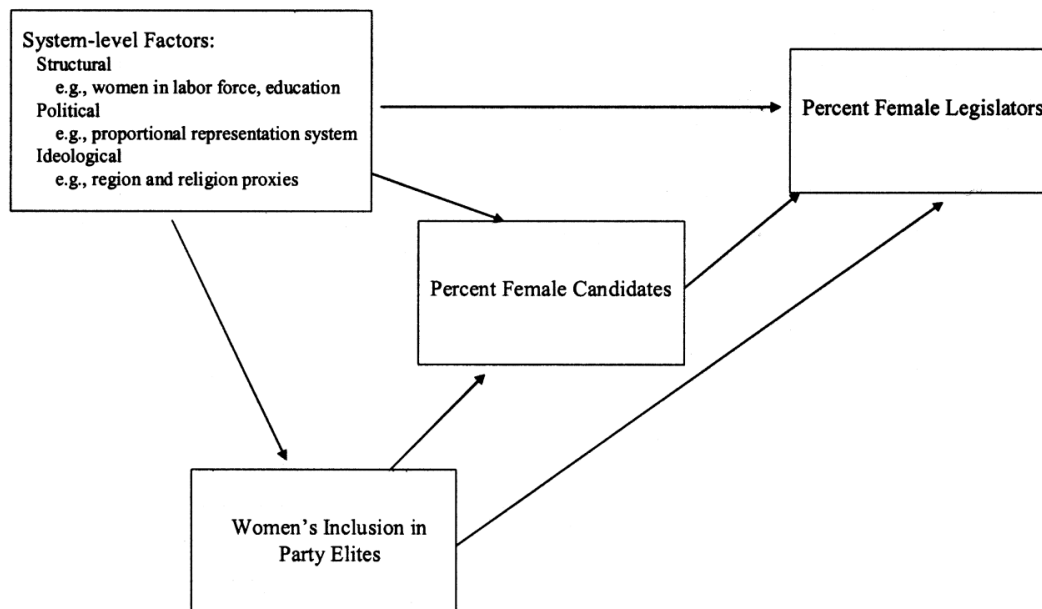 System-level Factors:
Structural
e.g., women in labor force, education
Political
e.g., proportional representation system
Ideological
e.g., region and religion proxies
Percent Female Legislators
Percent Female Candidates
Women's Inclusion in
Party Elites